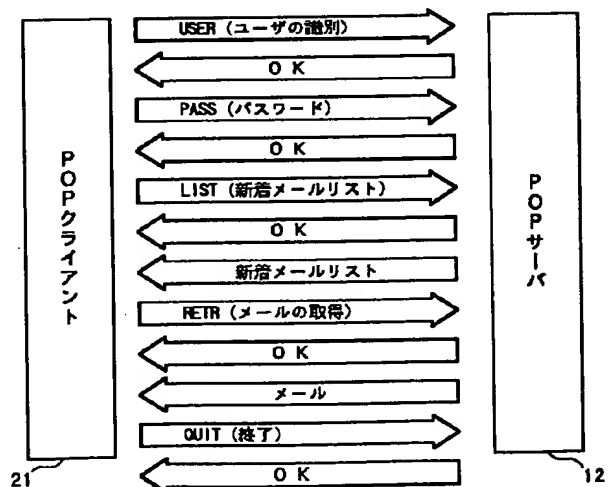 USER (ユーザの識別)
OK
PASS (パスワード)
OK
LIST (新着メールリスト)
OK
新着メールリスト
RETR (メールの取得)
OK
メール
QUIT (終了)
OK
POPクライアント
POPサーバ
21
12